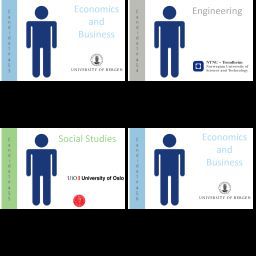 Economics
and
Business
UNIVERSITY OF BERGEN
Engineering
NTNU – Trondheim
Norwegian University of
Science and Technology
Social Studies
UiO University of Oslo
Economics
and
Business
UNIVERSITY OF BERGEN